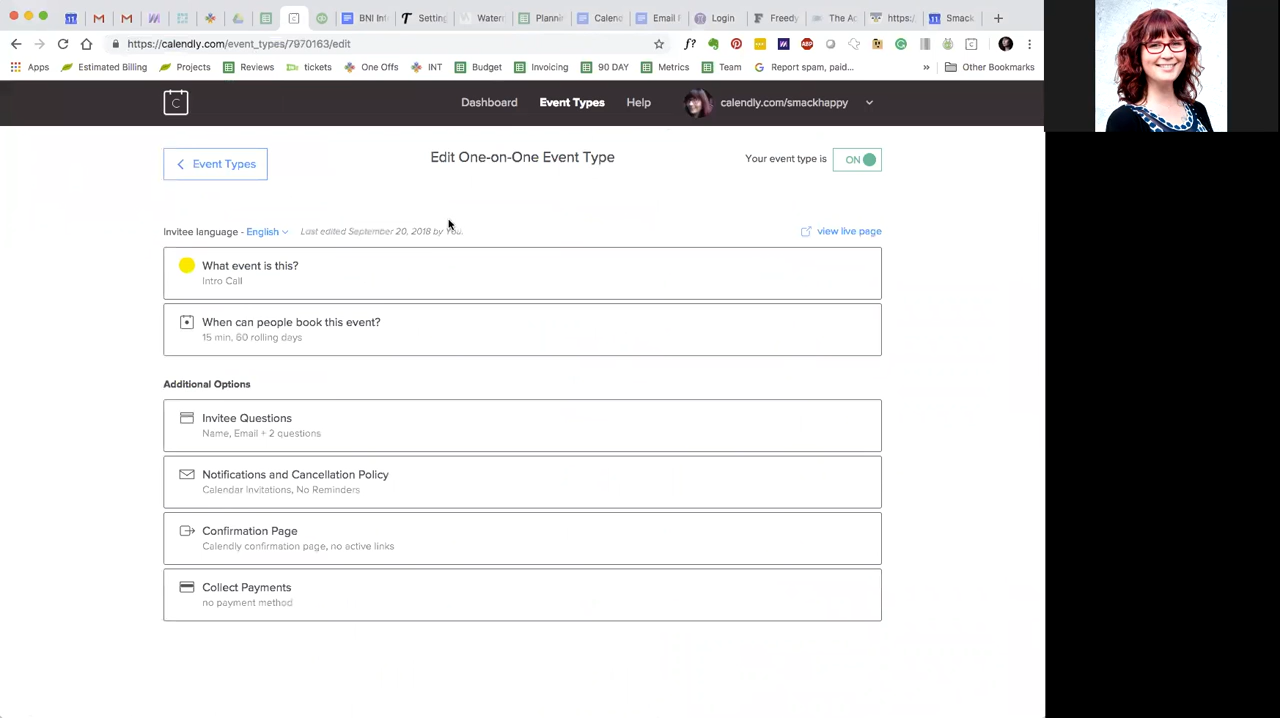 BNI In
Setting
Water
Planni
Calend
Email F
Login
Freedy
The Ac
https:/
Smack
https://calendly.com/event_types/7970163/edit
f?
ABP
Apps
Estimated Billing
Projects
Reviews
tickets
One Offs
INT
Budget
Invoicing
90 DAY
Metrics
Team
Report spam, paid...
»
Other Bookmarks
C
Dashboard
Event Types
Help
calendly.com/smackhappy
Event Types
Edit One-on-One Event Type
Your event type is
ON
Invitee language - English
Last edited September 20, 2018 by You.
view live page
What event is this?
Intro Call
When can people book this event?
15 min, 60 rolling days
Additional Options
Invitee Questions
Name, Email + 2 questions
Notifications and Cancellation Policy
Calendar Invitations, No Reminders
Confirmation Page
Calendly confirmation page, no active links
Collect Payments
no payment method